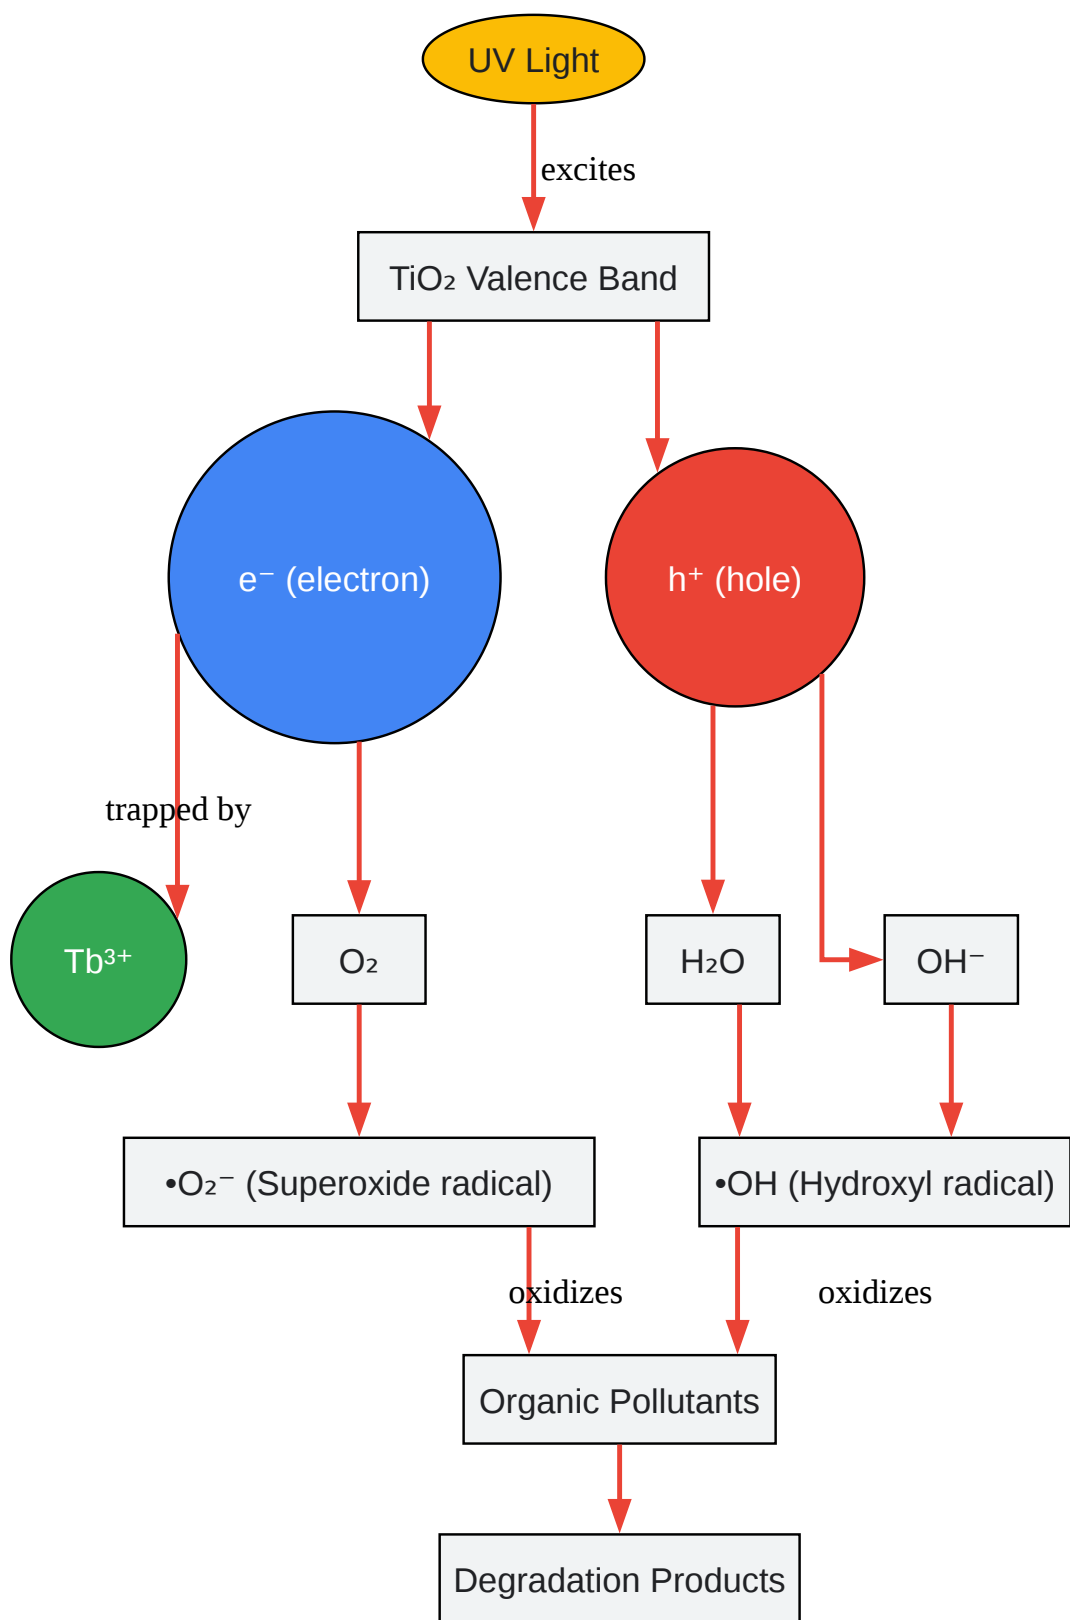 UV Light
excites
TiO₂ Valence Band
e⁻ (electron)
h⁺ (hole)
trapped by
Tb³⁺
O₂
H₂O
OH⁻
•O₂⁻ (Superoxide radical)
•OH (Hydroxyl radical)
oxidizes
oxidizes
Organic Pollutants
Degradation Products